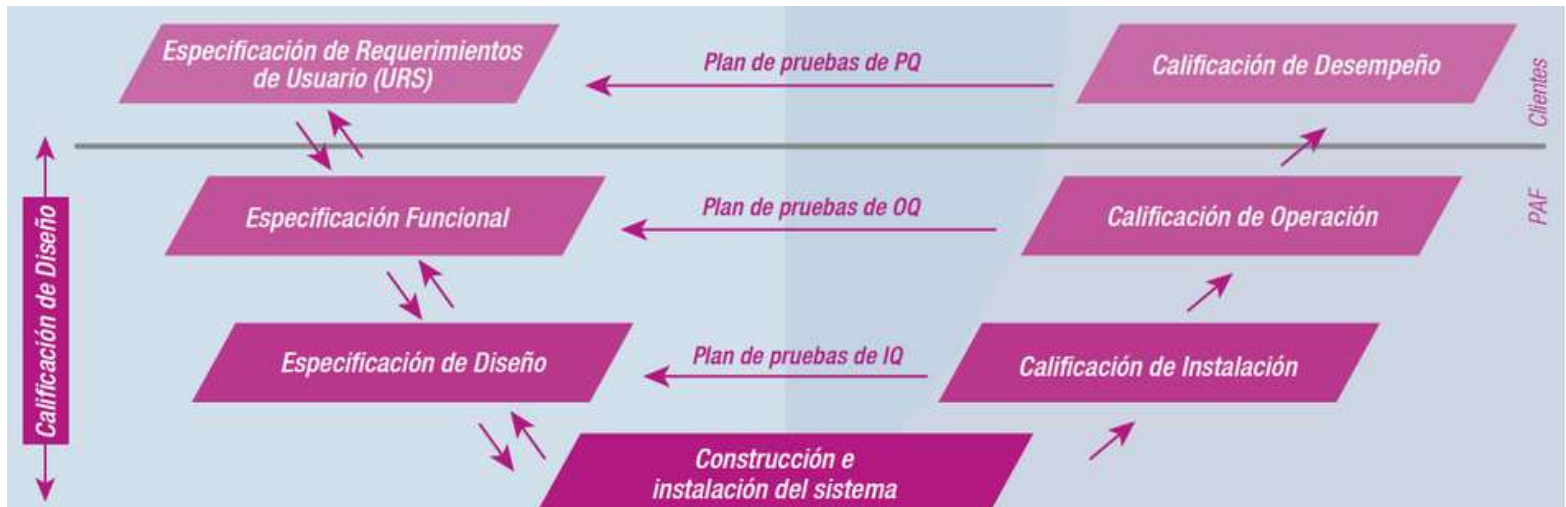 Especificación de Requerimientos
de Usuario (URS)
Plan de pruebas de PQ
Calificación de Desempeño
Clientes
Especificación Funcional
Plan de pruebas de OQ
Calificación de Operación
PAF
Calificación de Diseño
Especificación de Diseño
Plan de pruebas de IQ
Calificación de Instalación
Construcción e
instalación del sistema